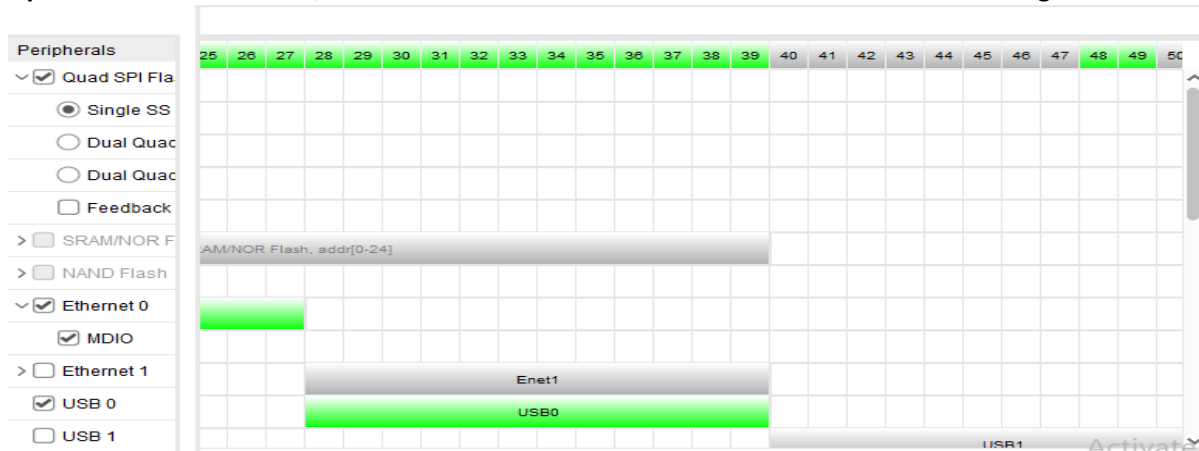 Peripherals 25 26 27 28 29 30 31 32 33 34 35 36 37 38 39 40 41 42 43 44 45 46 47 48 49 50
Quad SPI Fla
Single SS
Dual Quad
Dual Quad
Feedback
SRAM/NOR F AM/NOR Flash, addr[0-24]
NAND Flash
Ethernet 0
MDIO
Ethernet 1 Enet1
USB 0 USB0
USB 1 USB1
Activate